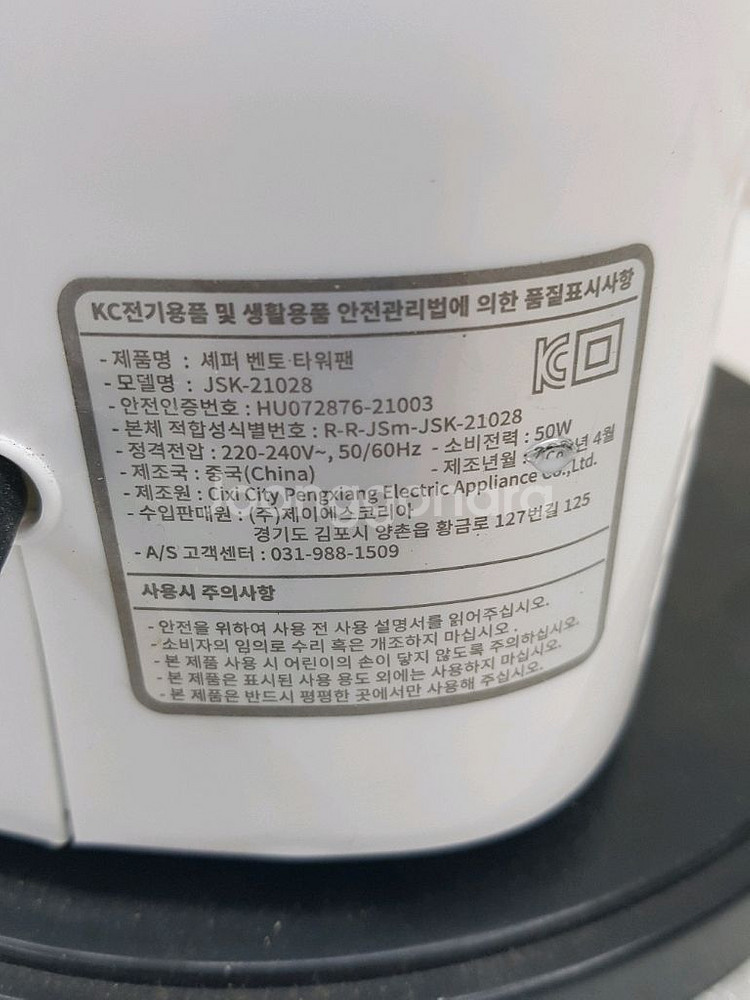 KC전기용품 및 생활용품 안전관리법에 의한 품질표시사항
- 제품명 : 셰퍼 벤토 타워팬
- 모델명 : JSK-21028
- 안전인증번호 : HU072876-21003
- 본체 적합성식별번호 : R-R-JSm-JSK-21028
- 정격전압 : 220-240V~, 50/60Hz - 소비전력 : 50W
- 제조국 : 중국(China) - 제조년월 : 년 4월
- 제조원 : Cixi City Pengxiang Electric Appliance Co.,Ltd.
- 수입판매원 : (주)제이에스코리아
경기도 김포시 양촌읍 황금로 127번길 125
- A/S 고객센터 : 031-988-1509
사용시 주의사항
- 안전을 위하여 사용 전 사용 설명서를 읽어주십시오.
- 소비자의 임의로 수리 혹은 개조하지 마십시오.
- 본 제품 사용 시 어린이의 손이 닿지 않도록 주의하십시오.
- 본 제품은 표시된 사용 용도 외에는 사용하지 마십시오.
- 본 제품은 반드시 평평한 곳에서만 사용해 주십시오.